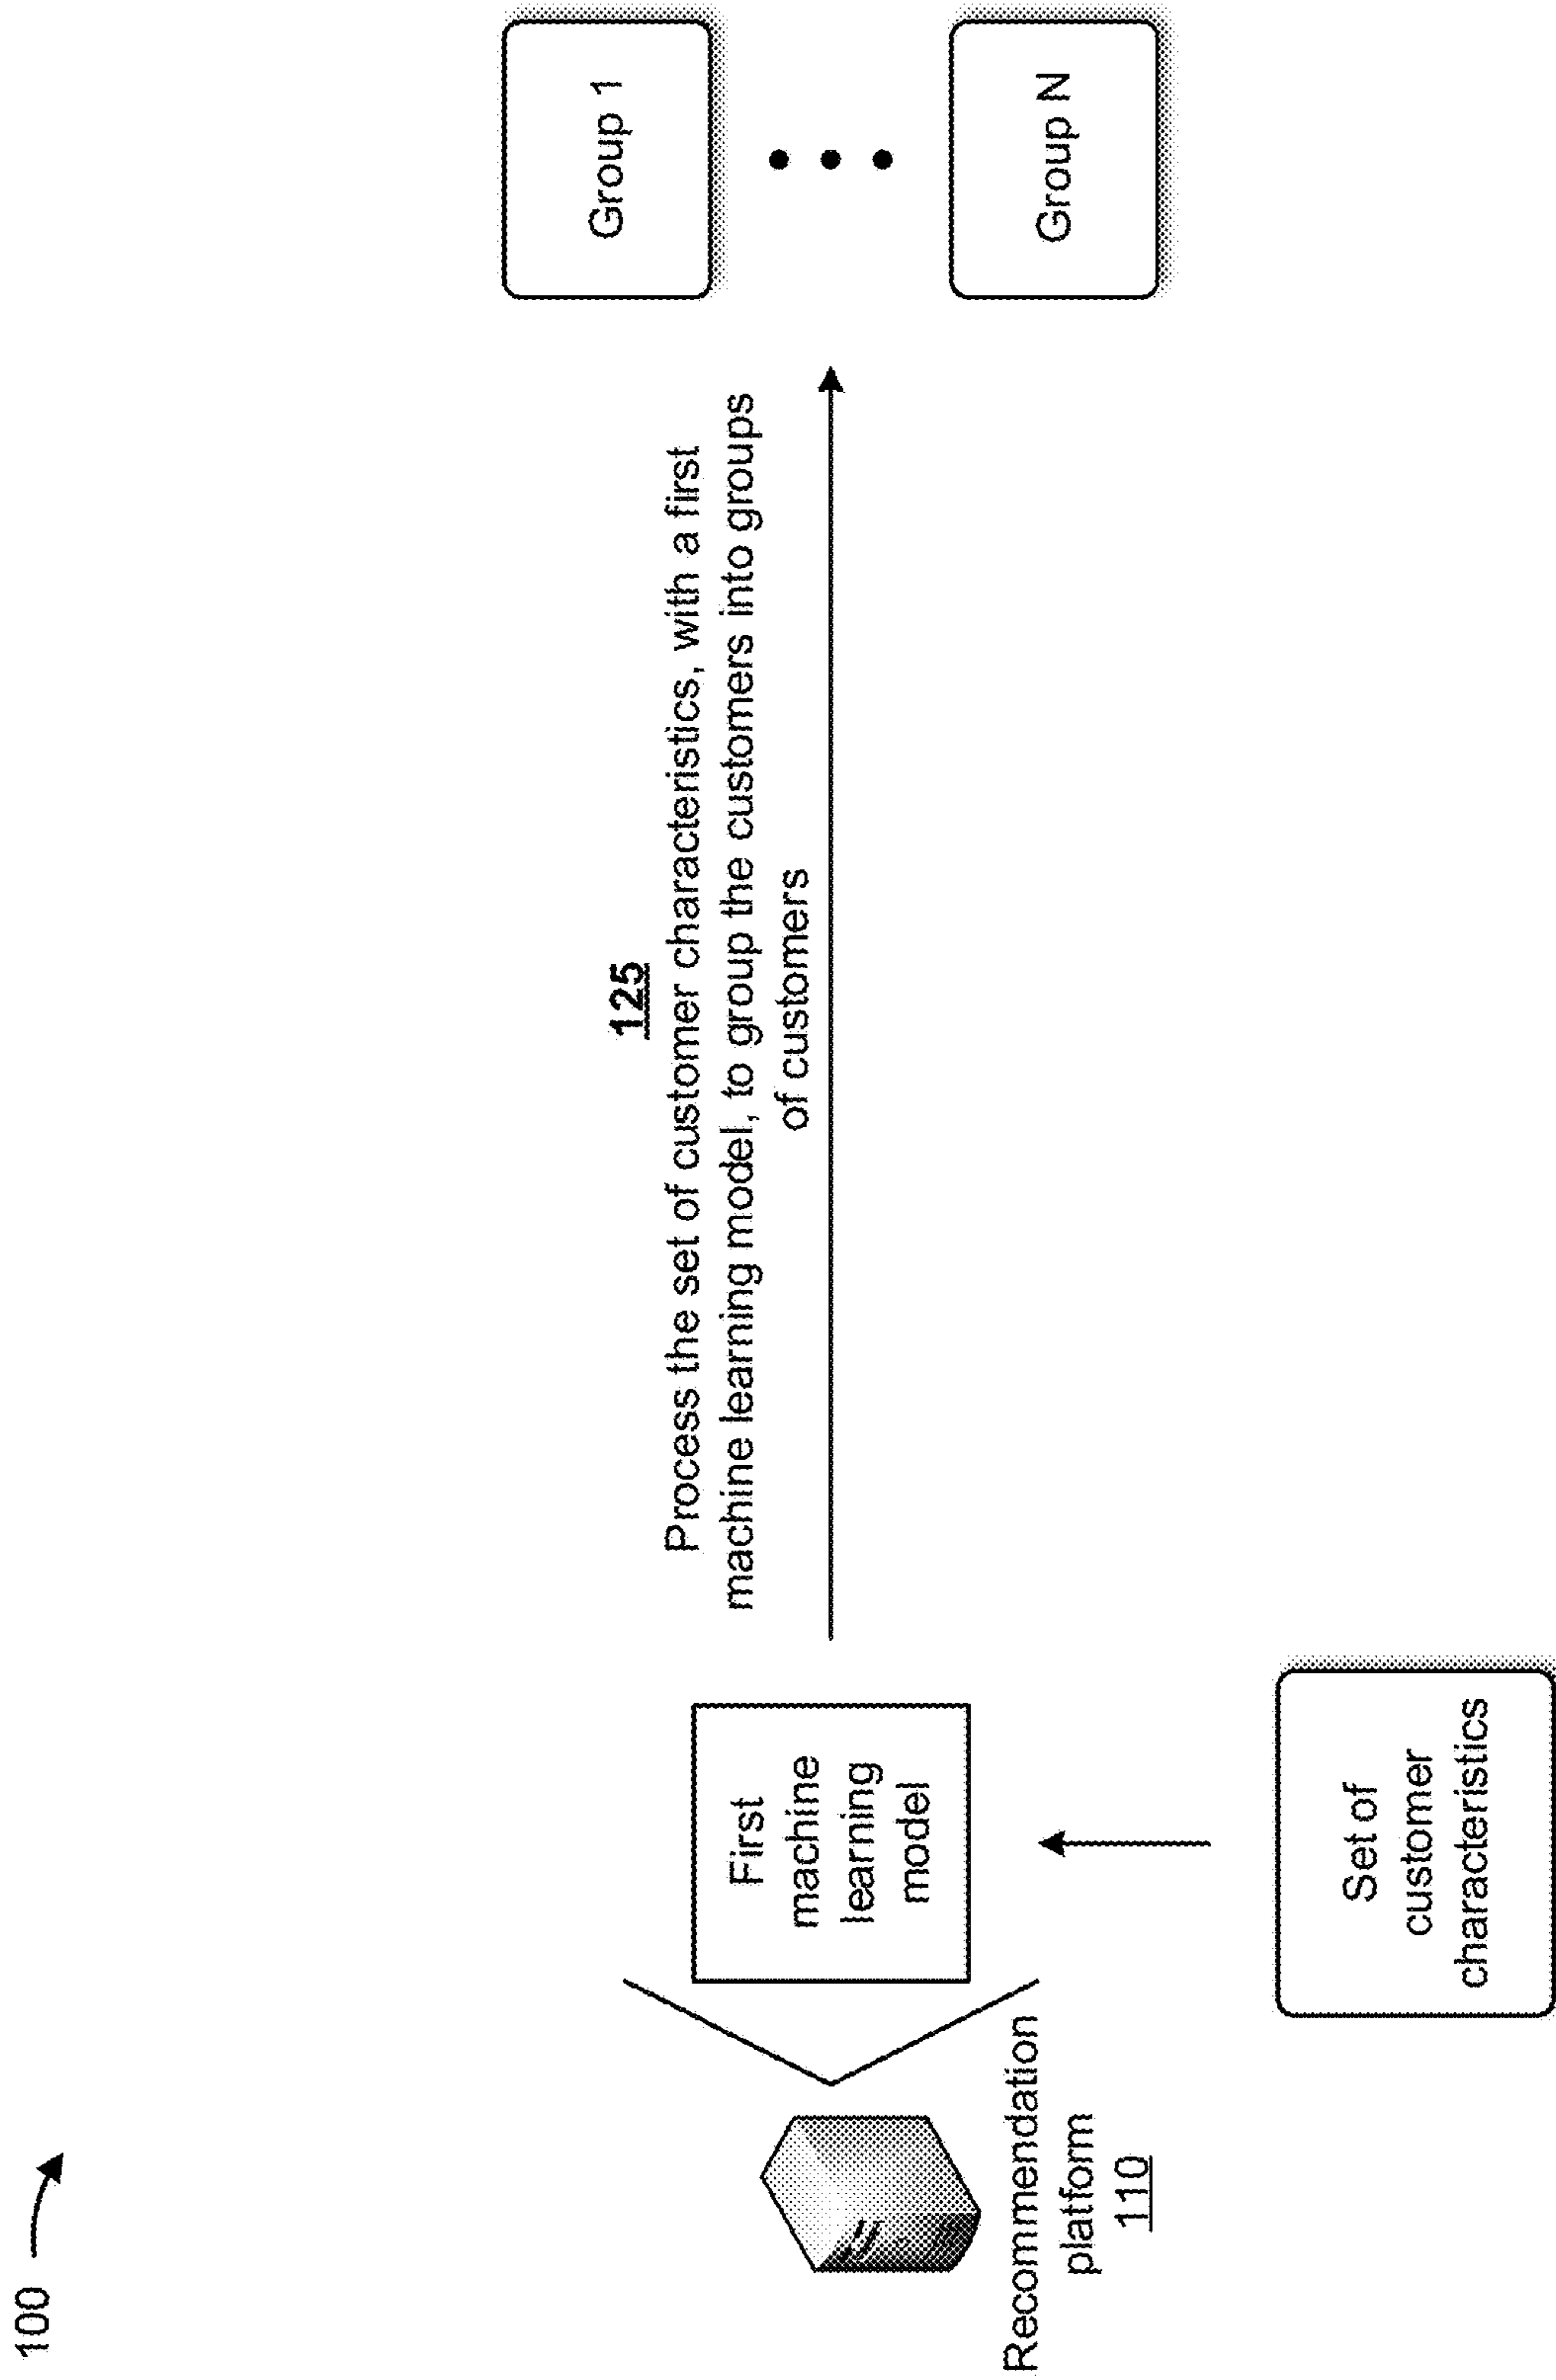 100
125
Process the set of customer characteristics, with a first
machine learning model, to group the customers into groups
of customers
First
machine
learning
model
Recommendation
platform
110
Set of
customer
characteristics
Group 1
Group N